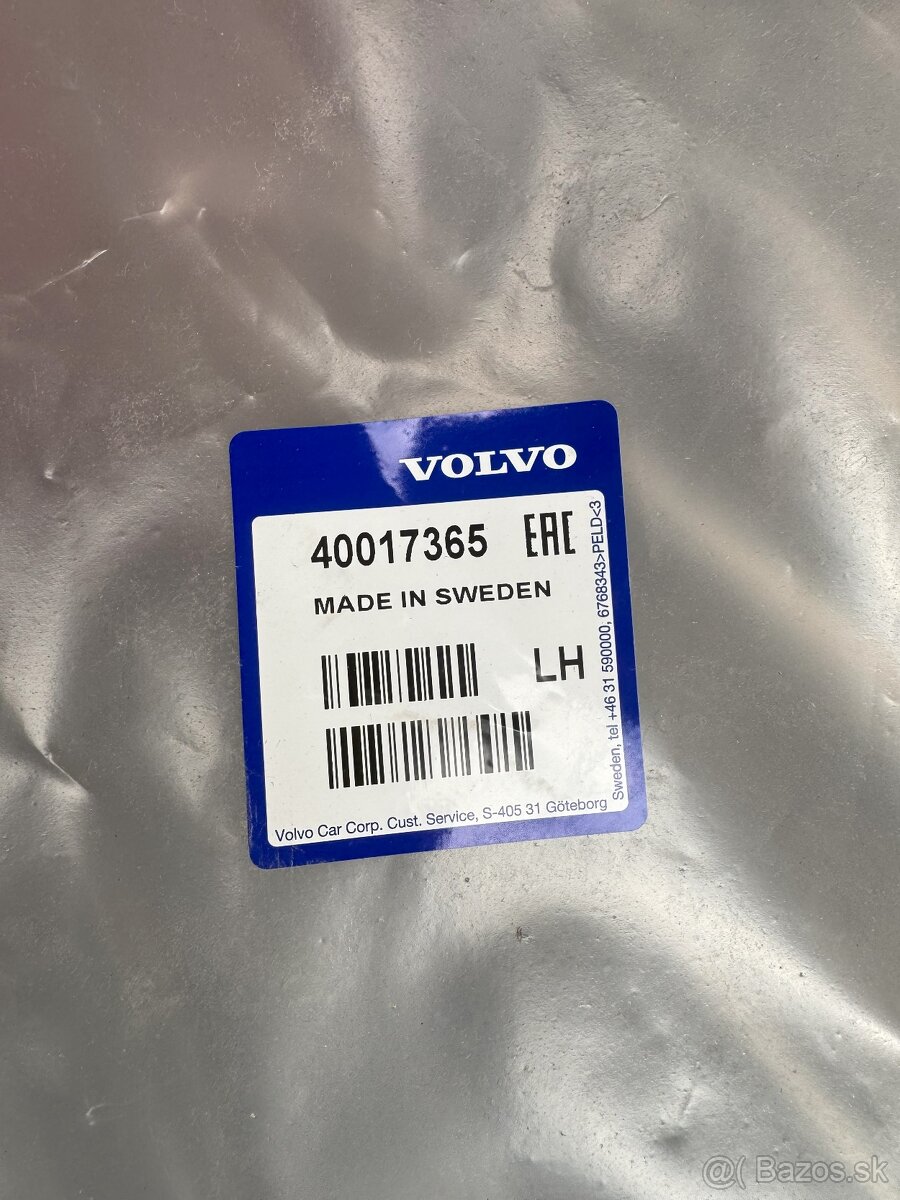 VOLVO
40017365 EAC
MADE IN SWEDEN
LH
Volvo Car Corp. Cust. Service, S-405 31 Göteborg
Sweden, tel +46 31 590000, 6768343>PELD<3
@( Bazos.sk